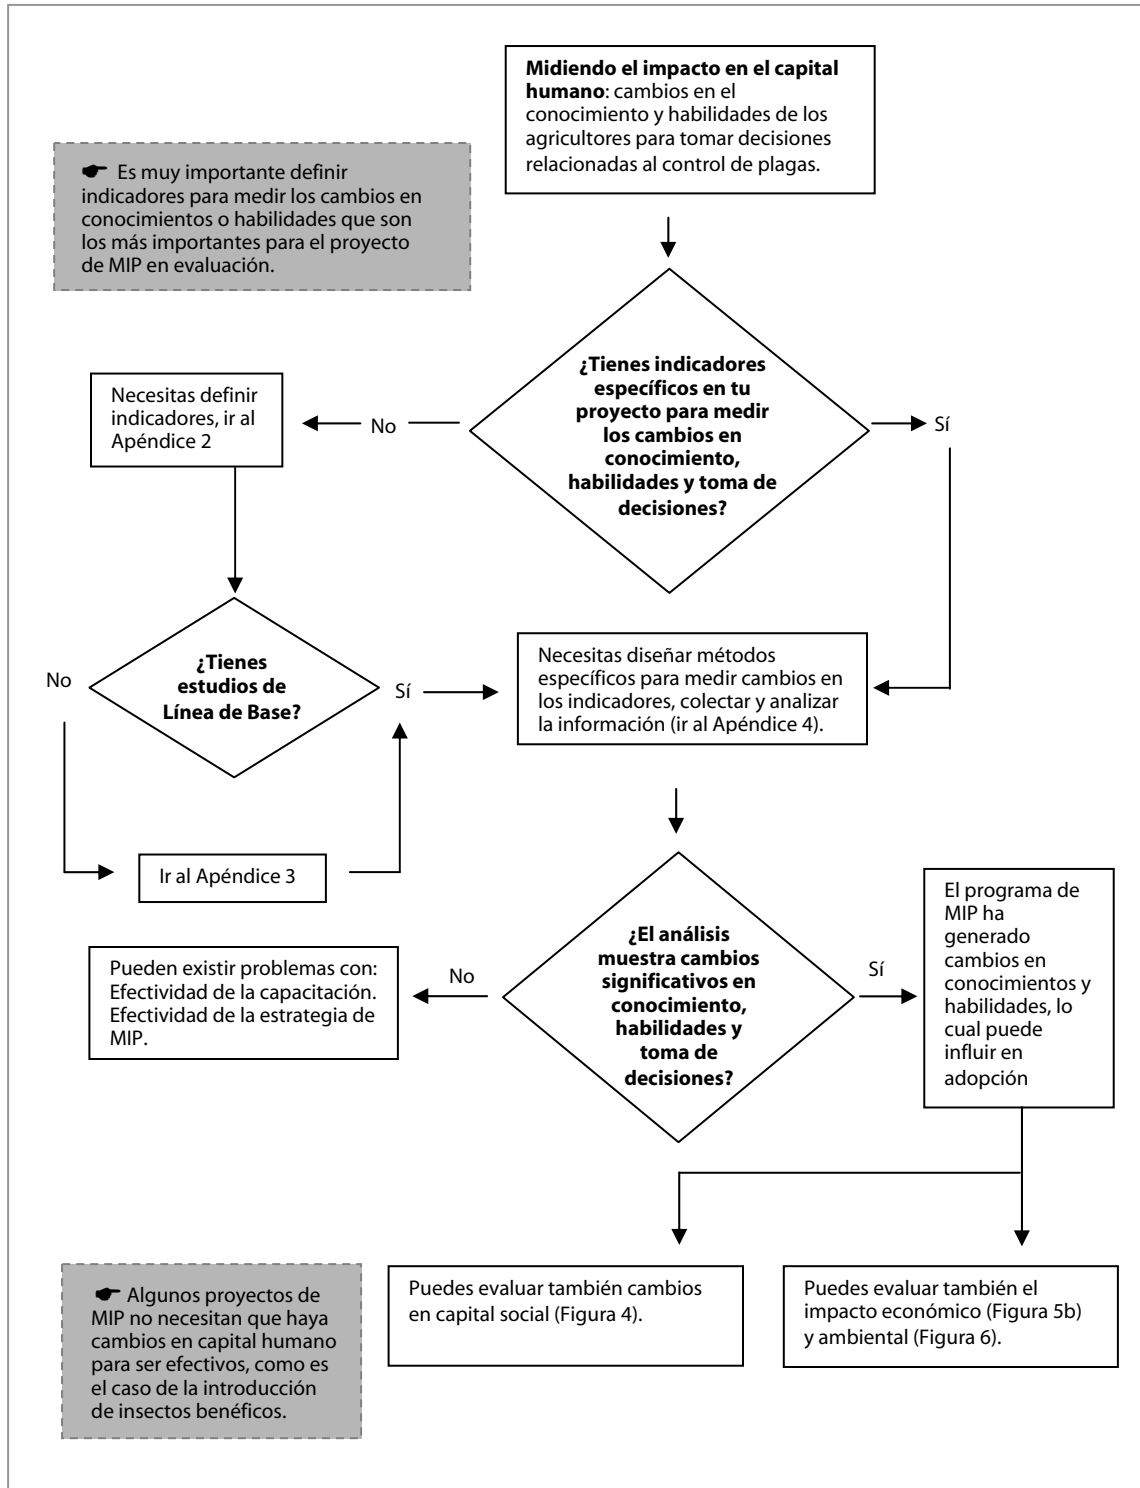 Midiendo el impacto en el capital
humano: cambios en el
conocimiento y habilidades de los
agricultores para tomar decisiones
relacionadas al control de plagas.
☛ Es muy importante definir
indicadores para medir los cambios en
conocimientos o habilidades que son
los más importantes para el proyecto
de MIP en evaluación.
¿Tienes indicadores
específicos en tu
proyecto para medir
los cambios en
conocimiento,
habilidades y toma de
decisiones?
No
Sí
Necesitas definir
indicadores, ir al
Apéndice 2
¿Tienes
estudios de
Línea de Base?
No
Sí
Necesitas diseñar métodos
específicos para medir cambios en
los indicadores, colectar y analizar
la información (ir al Apéndice 4).
Ir al Apéndice 3
¿El análisis
muestra cambios
significativos en
conocimiento,
habilidades y
toma de
decisiones?
No
Sí
Pueden existir problemas con:
Efectividad de la capacitación.
Efectividad de la estrategia de
MIP.
El programa de
MIP ha
generado
cambios en
conocimientos y
habilidades, lo
cual puede
influir en
adopción
Puedes evaluar también cambios
en capital social (Figura 4).
Puedes evaluar también el
impacto económico (Figura 5b)
y ambiental (Figura 6).
☛ Algunos proyectos de
MIP no necesitan que haya
cambios en capital humano
para ser efectivos, como es
el caso de la introducción
de insectos benéficos.